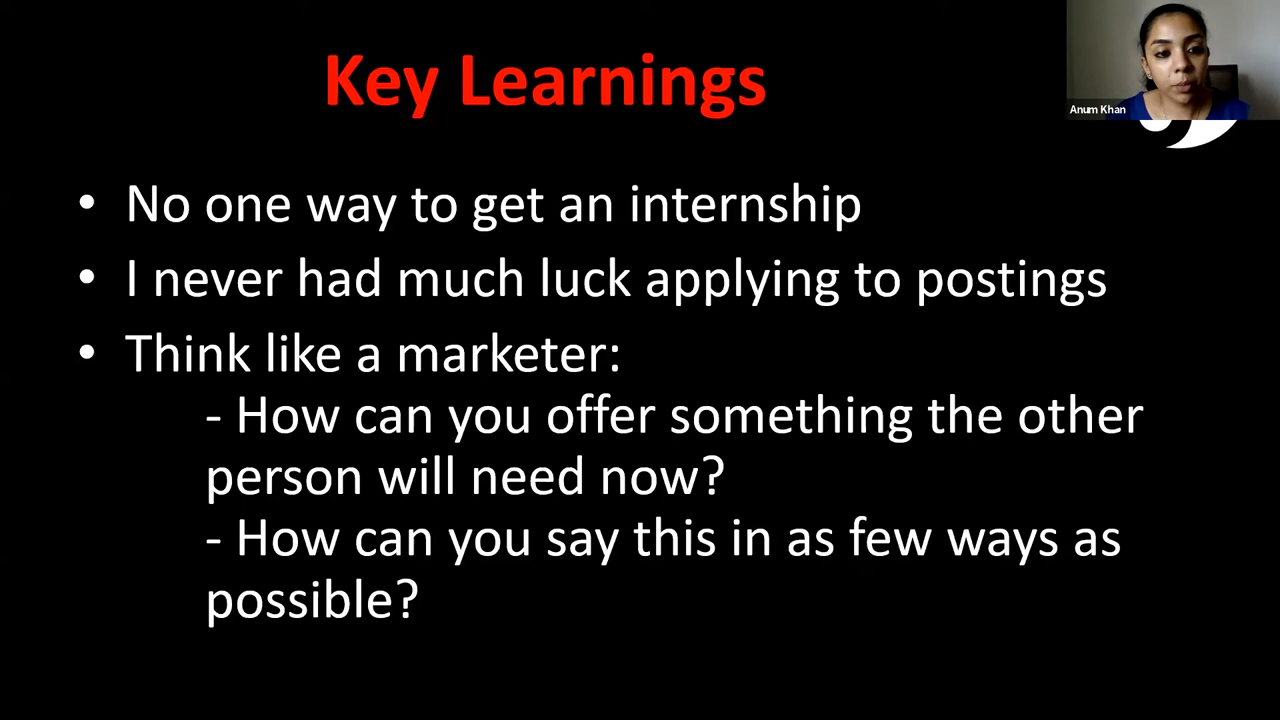 Key Learnings
Anum Khan
• No one way to get an internship
• I never had much luck applying to postings
• Think like a marketer:
- How can you offer something the other
person will need now?
- How can you say this in as few ways as
possible?